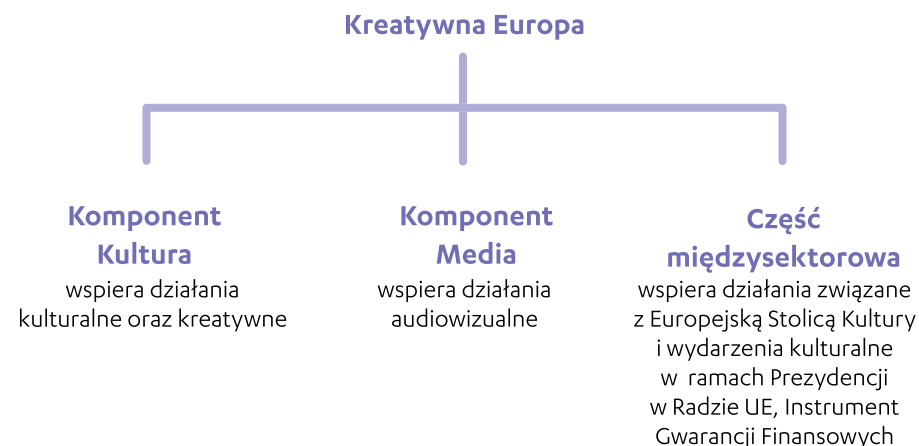 Kreatywna Europa
Komponent
Kultura
wspiera działania
kulturalne oraz kreatywne
Komponent
Media
wspiera działania
audiowizualne
Część
międzysektorowa
wspiera działania związane
z Europejską Stolicą Kultury
i wydarzenia kulturalne
w ramach Prezydencji
w Radzie UE, Instrument
Gwarancji Finansowych